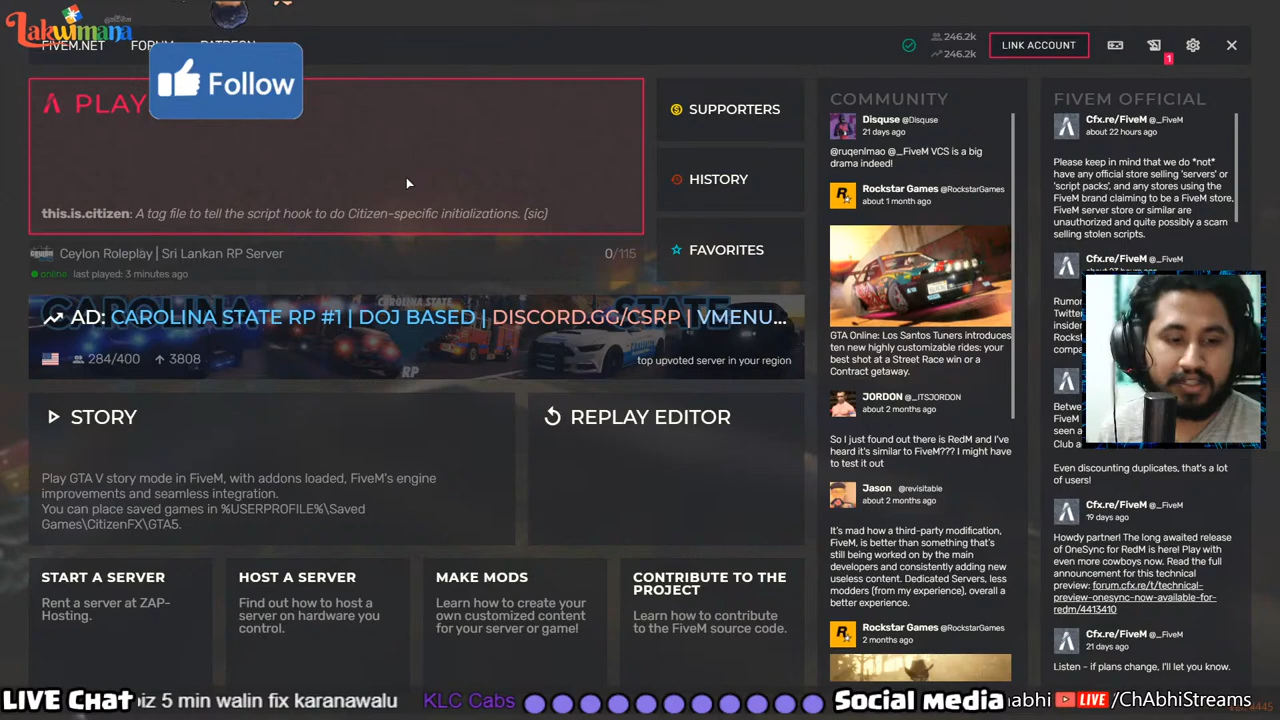 Lakwimana
FIVEM.NET FORUM PATREON
Follow
246.2k
246.2k
LINK ACCOUNT
1
PLAY
this.is.citizen: A tag file to tell the script hook to do Citizen-specific initializations. (sic)
Ceylon Roleplay | Sri Lankan RP Server
0/115
online last played: 3 minutes ago
SUPPORTERS
HISTORY
FAVORITES
CAROLINA STATE
AD: CAROLINA STATE RP #1 | DOJ BASED | DISCORD.GG/CSRP | VMENU...
284/400 3808
RP
top upvoted server in your region
STORY
Play GTA V story mode in FiveM, with addons loaded, FiveM's engine
improvements and seamless integration.
You can place saved games in %USERPROFILE%\Saved
Games\CitizenFX\GTA5.
REPLAY EDITOR
START A SERVER
Rent a server at ZAP-
Hosting.
HOST A SERVER
Find out how to host a
server on hardware you
control.
MAKE MODS
Learn how to create your
own customized content
for your server or game!
CONTRIBUTE TO THE
PROJECT
Learn how to contribute
to the FiveM source code.
COMMUNITY
Disquse @Disquse
21 days ago
@ruqenlmao @_FiveM VCS is a big
drama indeed!
Rockstar Games @RockstarGames
about 1 month ago
GTA Online: Los Santos Tuners introduces
ten new highly customizable rides: your
best shot at a Street Race win or a
Contract getaway.
JORDON @_ITSJORDON
about 2 months ago
So I just found out there is RedM and I've
heard it's similar to FiveM??? I might have
to test it out
Jason @revisitable
about 2 months ago
It's mad how a third-party modification,
FiveM, is better than something that's
still being worked on by the main
developers and consistently adding new
useless content. Dedicated Servers, less
modders (from my experience), overall a
better experience.
Rockstar Games @RockstarGames
2 months ago
FIVEM OFFICIAL
Cfx.re/FiveM @_FiveM
about 22 hours ago
Please keep in mind that we do *not*
have any official store selling 'servers' or
'script packs', and any stores using the
FiveM brand claiming to be a FiveM store,
FiveM server store or similar are
unauthorized and quite possibly a scam
selling stolen scripts.
Cfx.re/FiveM @_FiveM
Rumor
Twitter
inside
Rocks
compa
Betwe
FiveM
seen a
Club a
Even discounting duplicates, that's a lot
of users!
Cfx.re/FiveM @_FiveM
19 days ago
Howdy partner! The long awaited release
of OneSync for RedM is here! Play with
even more cowboys now. Read the full
announcement for this technical
preview: forum.cfx.re/t/technical-
preview-onesync-now-available-for-
redm/4413410
Cfx.re/FiveM @_FiveM
21 days ago
Listen - if plans change, I'll let you know.
LIVE Chat iz 5 min walin fix karanawalu KLC Cabs Social Media abhi LIVE /ChAbhiStreams